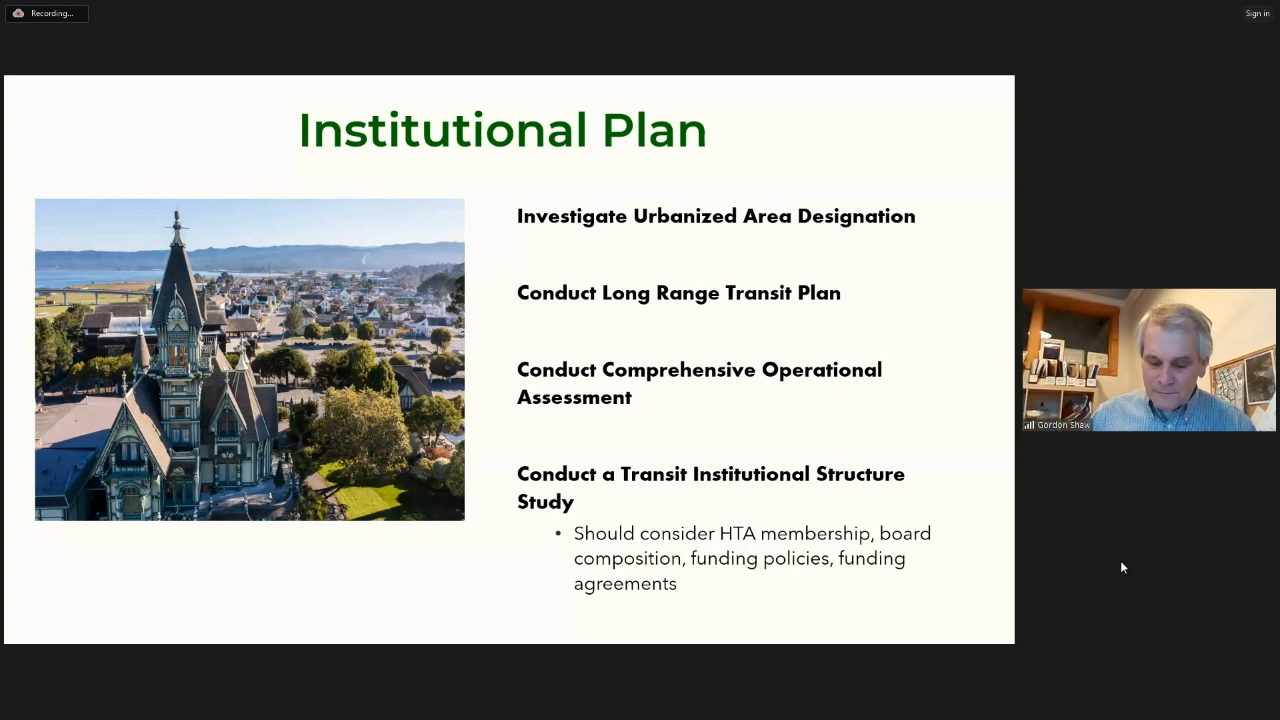 Recording...
Sign in
Institutional Plan
Investigate Urbanized Area Designation
Conduct Long Range Transit Plan
Conduct Comprehensive Operational
Assessment
Conduct a Transit Institutional Structure
Study
• Should consider HTA membership, board
composition, funding policies, funding
agreements
Gordon Shaw